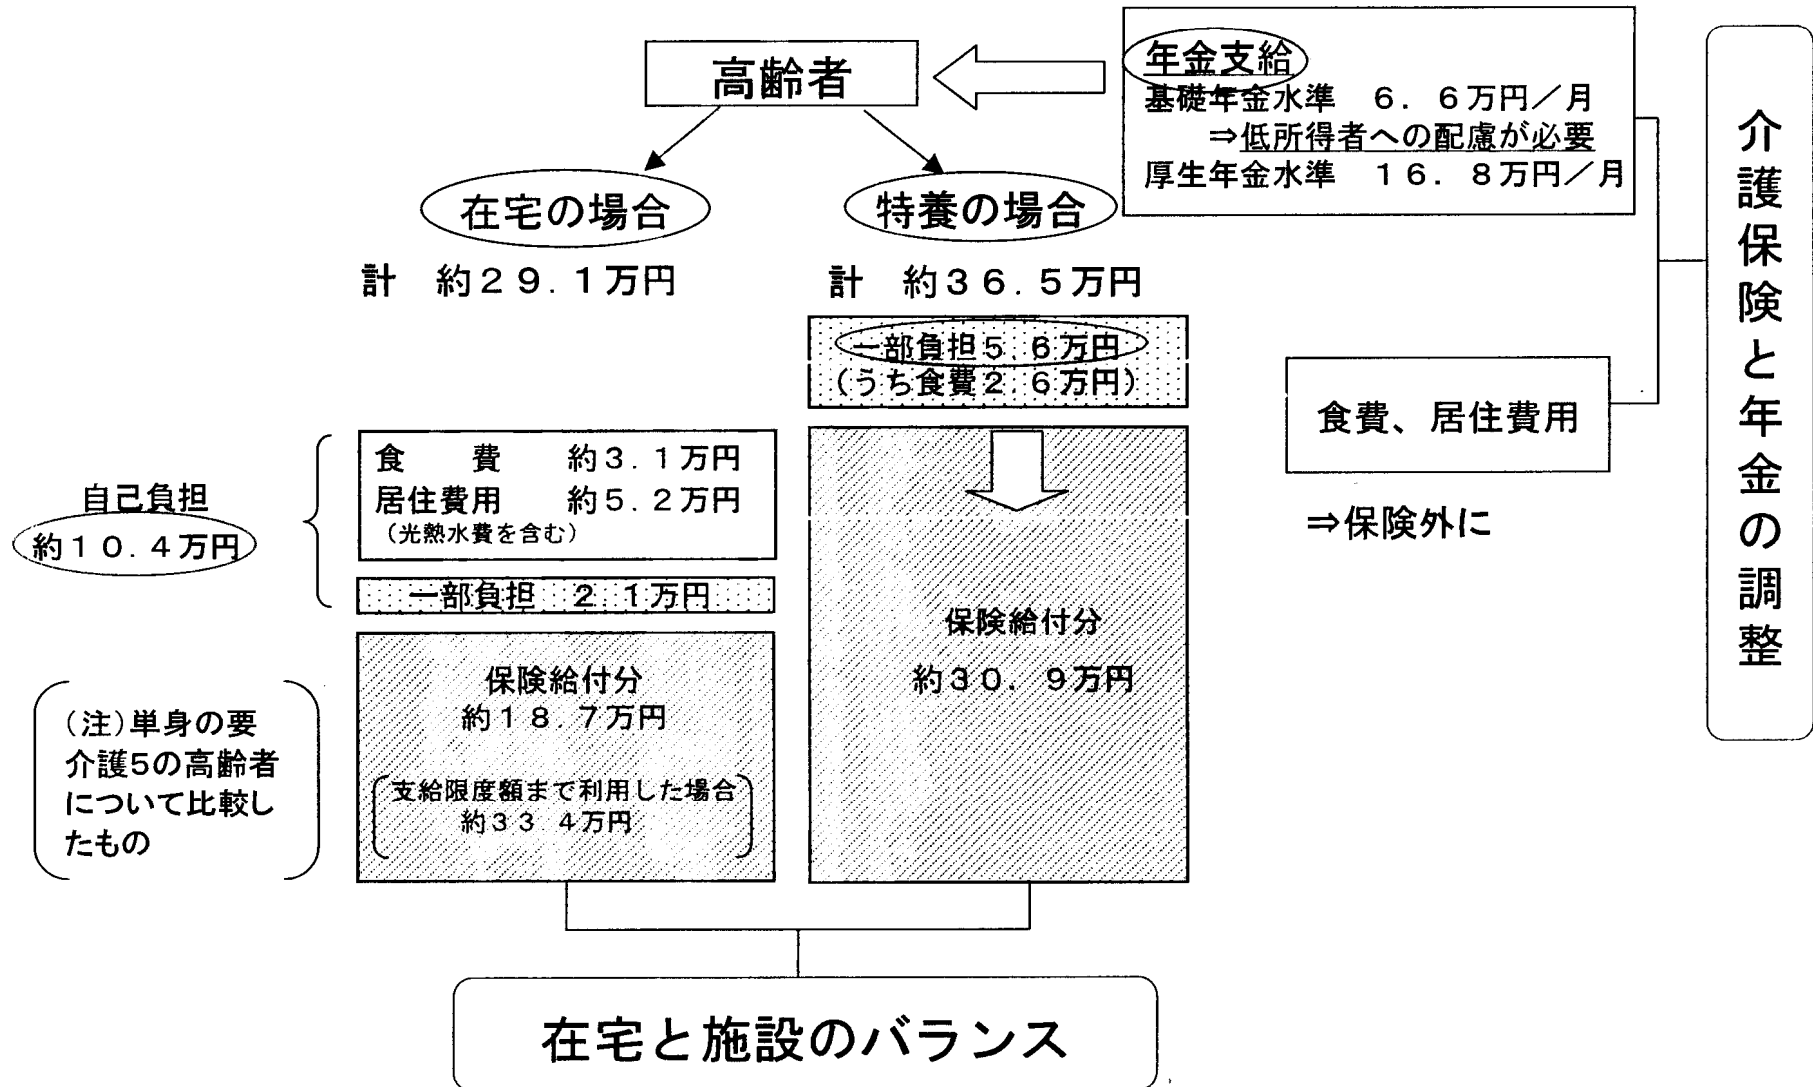 高齢者
年金支給
基礎年金水準 6．6万円／月
⇒低所得者への配慮が必要
厚生年金水準 16．8万円／月
在宅の場合
計 約29.1万円
特養の場合
計 約36.5万円
一部負担5.6万円
(うち食費2.6万円)
食 費 約3.1万円
居住費用 約5.2万円
(光熱水費を含む)
自己負担
約10.4万円
一部負担 2.1万円
保険給付分
約18.7万円
支給限度額まで利用した場合
約33 4万円
保険給付分
約30．9万円
(注)単身の要
介護5の高齢者
について比較し
たもの
食費、居住費用
⇒保険外に
介護保険と年金の調整
在宅と施設のバランス